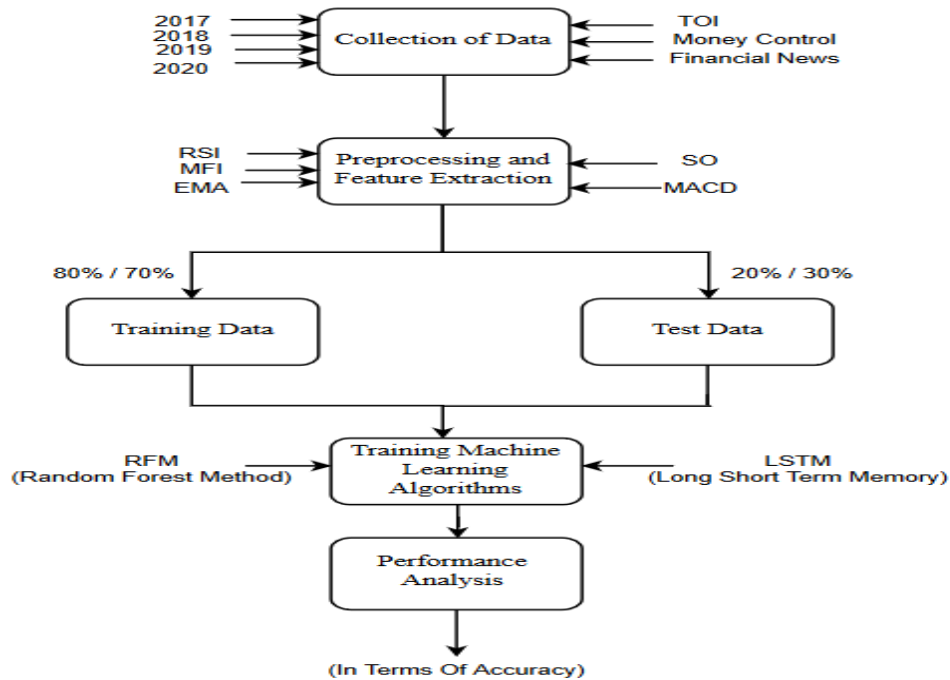 2017
2018
2019
2020
Collection of Data
TOI
Money Control
Financial News
RSI
MFI
EMA
Preprocessing and
Feature Extraction
SO
MACD
80% / 70%
20% / 30%
Training Data
Test Data
RFM
(Random Forest Method)
Training Machine
Learning
Algorithms
LSTM
(Long Short Term Memory)
Performance
Analysis
(In Terms Of Accuracy)